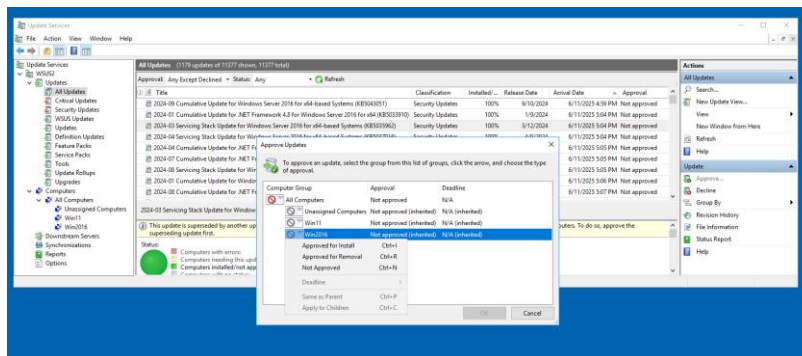 Update Services
File Action View Window Help
Update Services
WSUS2
Updates
All Updates
Critical Updates
Security Updates
WSUS Updates
Updates
Definition Updates
Feature Packs
Service Packs
Tools
Update Rollups
Upgrades
Computers
All Computers
Unassigned Computers
Win11
Win2016
Downstream Servers
Synchronizations
Reports
Options
All Updates (1179 updates of 11377 shown, 11377 total)
Approval: Any Except Declined Status: Any Refresh
Title Classification Installed/... Release Date Arrival Date Approval
2024-09 Cumulative Update for Windows Server 2016 for x64-based Systems (KB5043051) Security Updates 100% 9/10/2024 6/11/2025 4:59 PM Not approved
2024-01 Cumulative Update for .NET Framework 4.8 for Windows Server 2016 for x64 (KB5033910) Security Updates 100% 1/9/2024 6/11/2025 5:04 PM Not approved
2024-03 Servicing Stack Update for Windows Server 2016 for x64-based Systems (KB5035962) Security Updates 100% 3/12/2024 6/11/2025 5:04 PM Not approved
2024-04 Cumulative Update for Windows Server 2016 for x64-based Systems
2024-04 Cumulative Update for .NET F
2024-07 Cumulative Update for .NET F
2024-08 Servicing Stack Update for Win
2024-01 Cumulative Update for Window
2024-08 Cumulative Update for .NET F
6/11/2025 5:04 PM Not approved
6/11/2025 5:05 PM Not approved
6/11/2025 5:05 PM Not approved
6/11/2025 5:05 PM Not approved
6/11/2025 5:07 PM Not approved
2024-03 Servicing Stack Update for Window
This update is superseded by another up
superseding update first.
puters. To do so, approve the
Status:
Computers with errors:
Computers needing this upd
Computers installed/not app
Computers with no status:
Approve Updates
To approve an update, select the group from this list of groups, click the arrow, and choose the type
of approval.
Computer Group Approval Deadline
All Computers Not approved N/A
Unassigned Computers Not approved (inherited) N/A (inherited)
Win11 Not approved (inherited) N/A (inherited)
Win2016 Not approved (inherited) N/A (inherited)
Approved for Install Ctrl+I
Approved for Removal Ctrl+R
Not Approved Ctrl+N
Deadline
Same as Parent Ctrl+P
Apply to Children Ctrl+C
OK Cancel
Actions
All Updates
Search...
New Update View...
View
New Window from Here
Refresh
Help
Update
Approve...
Decline
Group By
Revision History
File Information
Status Report
Help